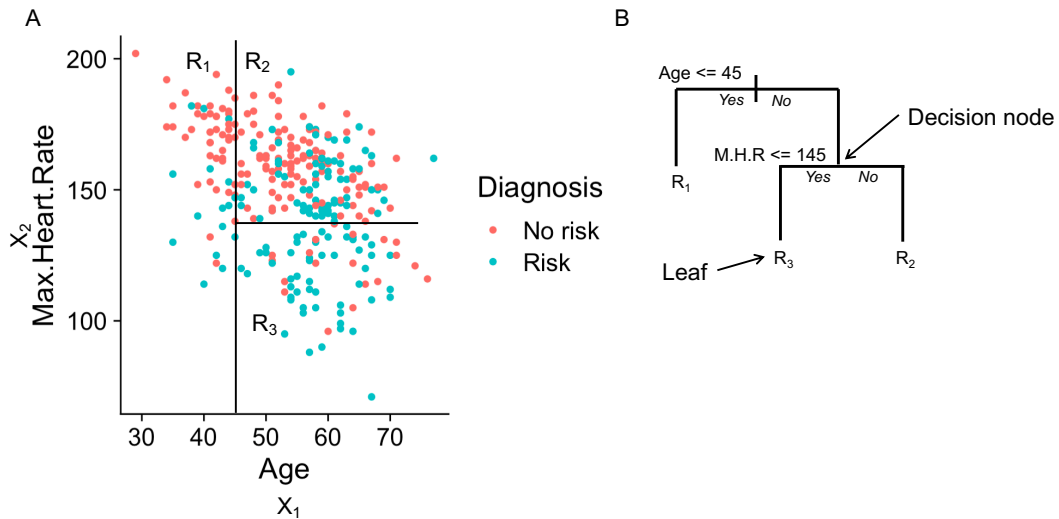 A
200
150
100
X2
Max.Heart.Rate
R1
R2
R3
30
40
50
60
70
Age
X1
Diagnosis
No risk
Risk
B
Age <= 45
Yes
No
Decision node
M.H.R <= 145
Yes
No
R1
R3
R2
Leaf